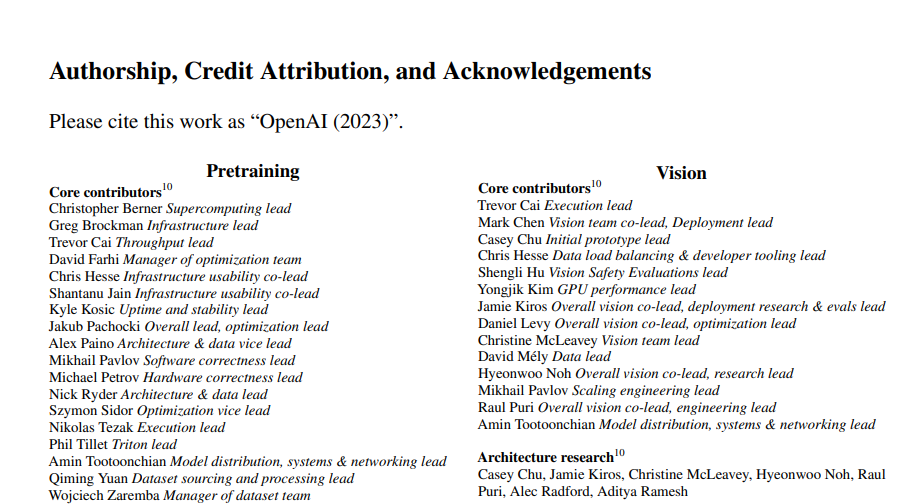 Authorship, Credit Attribution, and Acknowledgements
Please cite this work as “OpenAI (2023)”.
Pretraining
Core contributors10
Christopher Berner Supercomputing lead
Greg Brockman Infrastructure lead
Trevor Cai Throughput lead
David Farhi Manager of optimization team
Chris Hesse Infrastructure usability co-lead
Shantanu Jain Infrastructure usability co-lead
Kyle Kosic Uptime and stability lead
Jakub Pachocki Overall lead, optimization lead
Alex Paino Architecture & data vice lead
Mikhail Pavlov Software correctness lead
Michael Petrov Hardware correctness lead
Nick Ryder Architecture & data lead
Szymon Sidor Optimization vice lead
Nikolas Tezak Execution lead
Phil Tillet Triton lead
Amin Tootoonchian Model distribution, systems & networking lead
Qiming Yuan Dataset sourcing and processing lead
Wojciech Zaremba Manager of dataset team
Vision
Core contributors10
Trevor Cai Execution lead
Mark Chen Vision team co-lead, Deployment lead
Casey Chu Initial prototype lead
Chris Hesse Data load balancing & developer tooling lead
Shengli Hu Vision Safety Evaluations lead
Yongjik Kim GPU performance lead
Jamie Kiros Overall vision co-lead, deployment research & evals lead
Daniel Levy Overall vision co-lead, optimization lead
Christine McLeavey Vision team lead
David Mély Data lead
Hyeonwoo Noh Overall vision co-lead, research lead
Mikhail Pavlov Scaling engineering lead
Raul Puri Overall vision co-lead, engineering lead
Amin Tootoonchian Model distribution, systems & networking lead
Architecture research10
Casey Chu, Jamie Kiros, Christine McLeavey, Hyeonwoo Noh, Raul
Puri, Alec Radford, Aditya Ramesh